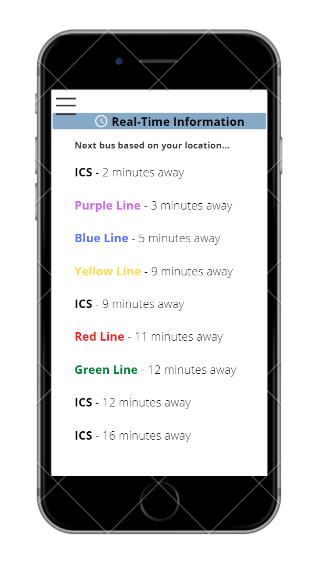 Real-Time Information
Next bus based on your location...
ICS - 2 minutes away
Purple Line - 3 minutes away
Blue Line - 5 minutes away
Yellow Line - 9 minutes away
ICS - 9 minutes away
Red Line - 11 minutes away
Green Line - 12 minutes away
ICS - 12 minutes away
ICS - 16 minutes away